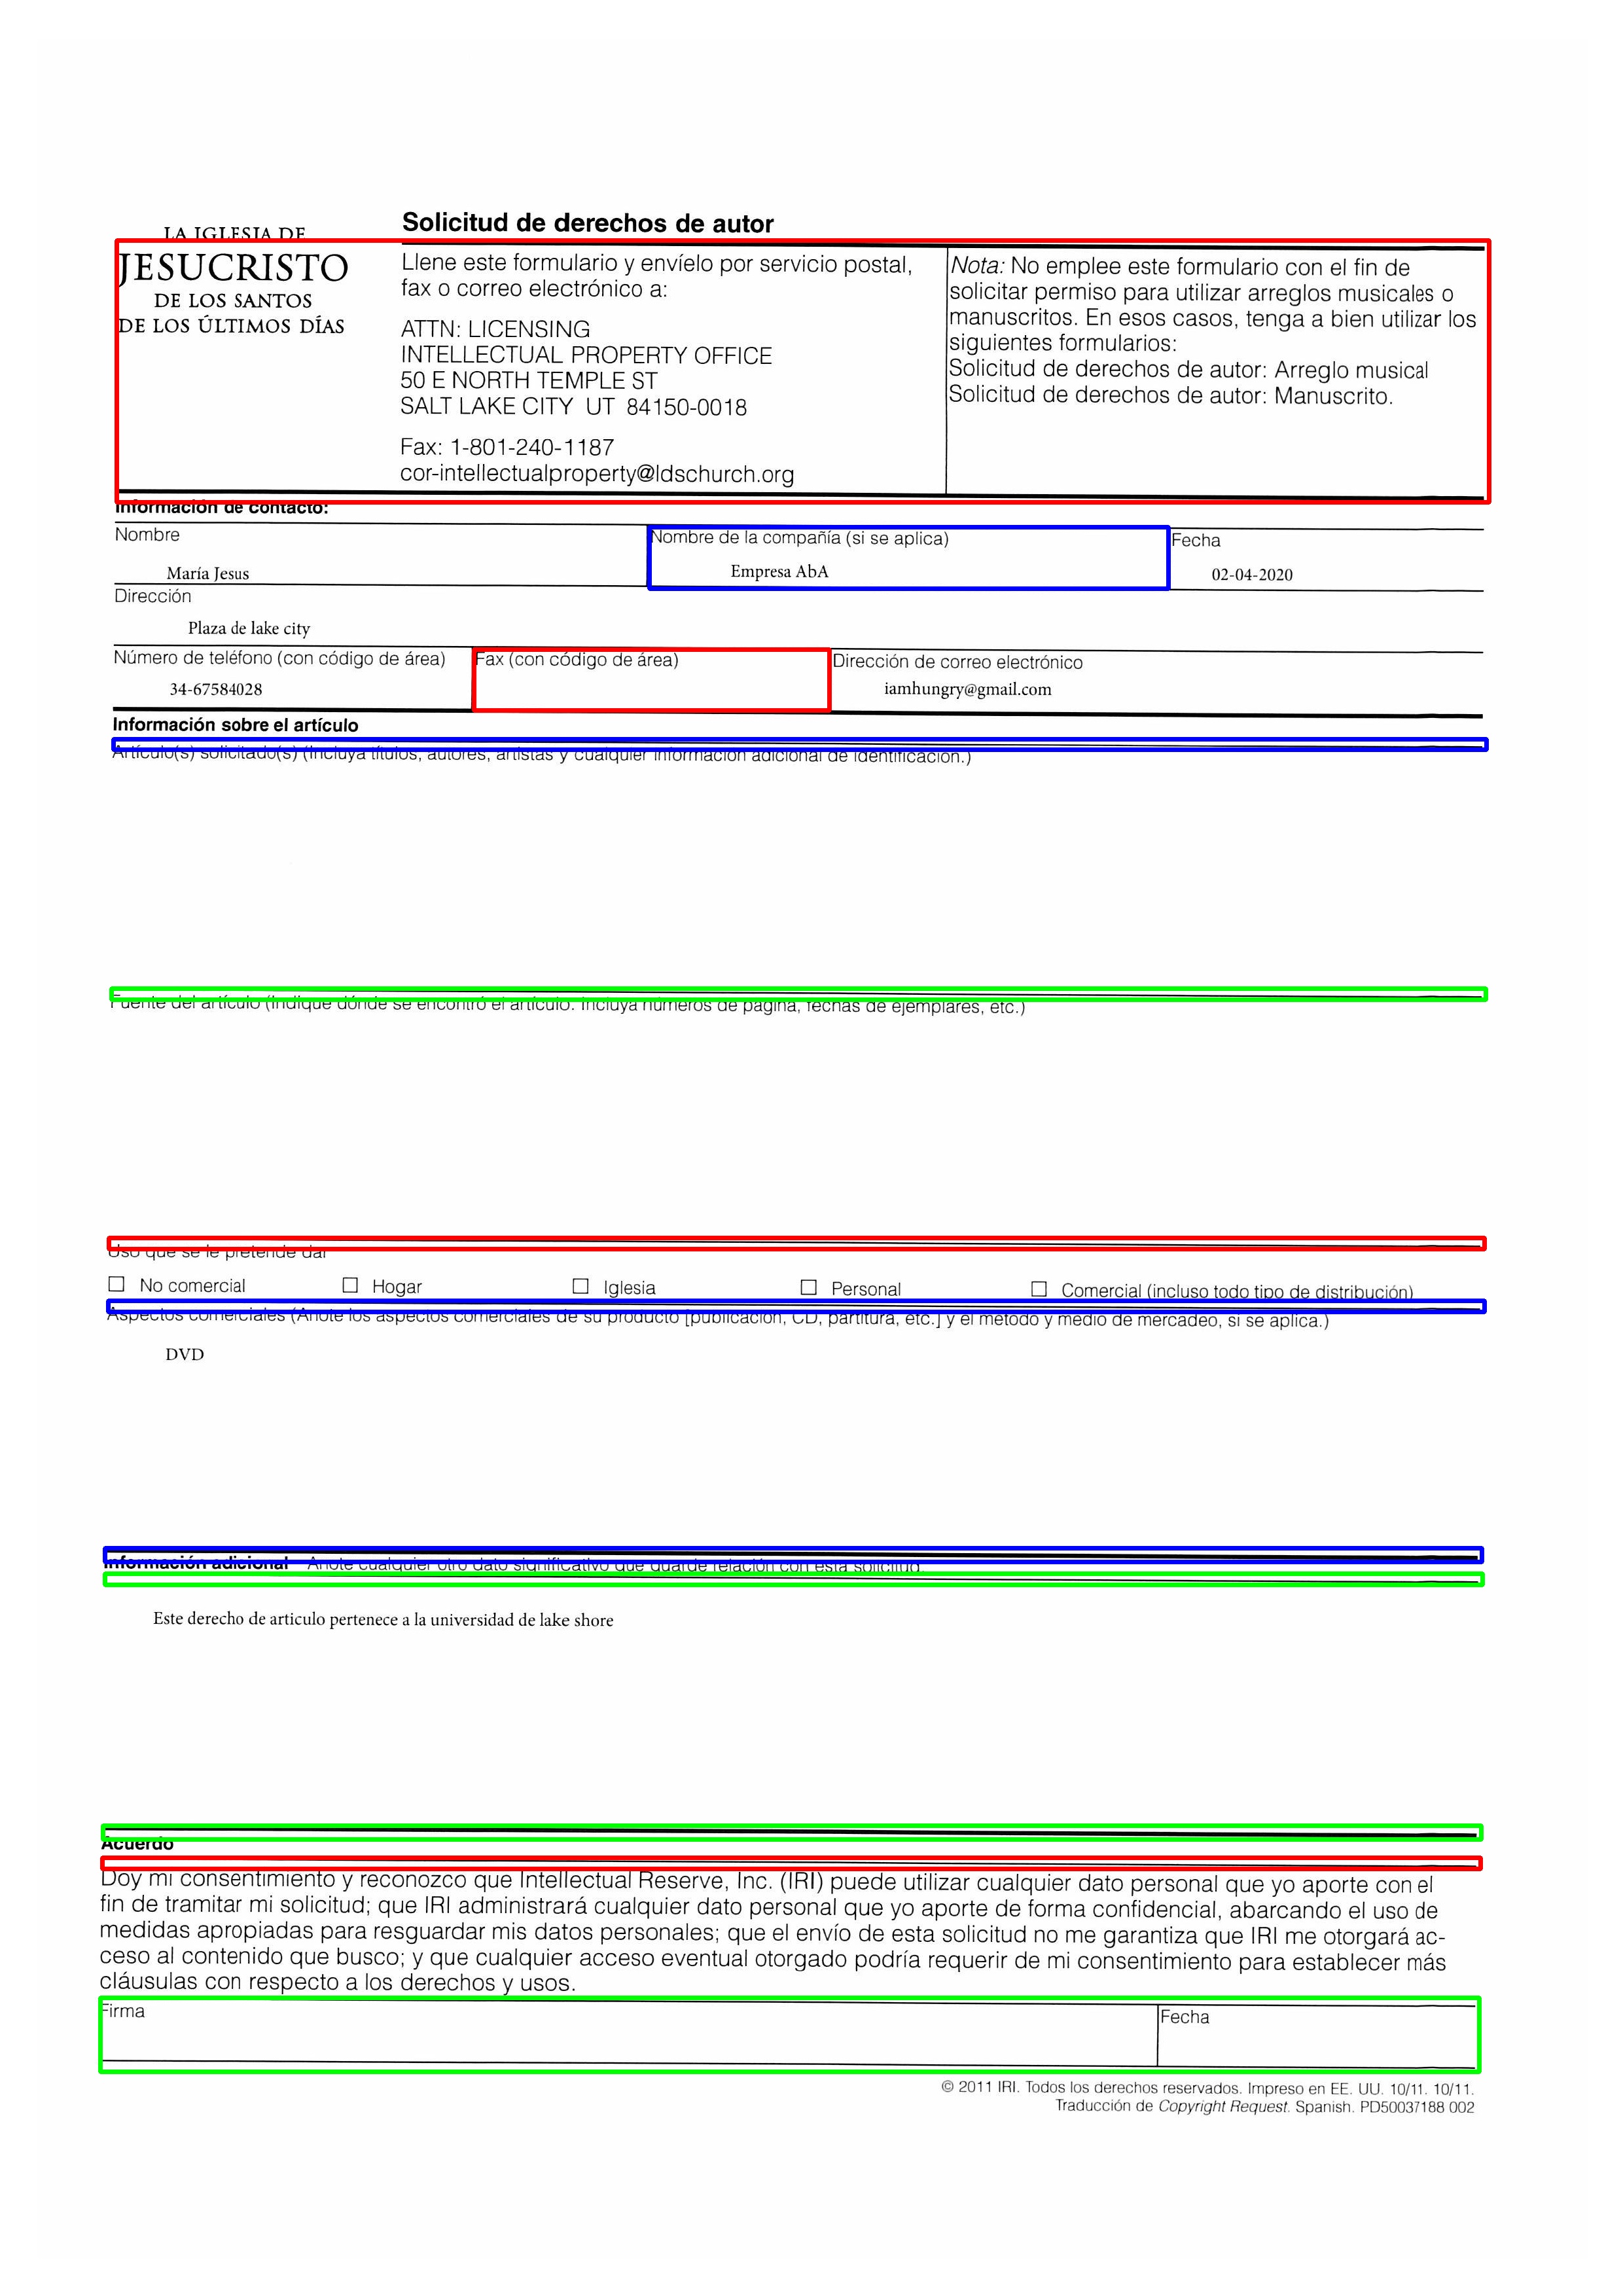 LA IGLESIA DE
JESUCRISTO
DE LOS SANTOS
DE LOS ÚLTIMOS DÍAS
Solicitud de derechos de autor
Llene este formulario y envíelo por servicio postal,
fax o correo electrónico a:
ATTN: LICENSING
INTELLECTUAL PROPERTY OFFICE
50 E NORTH TEMPLE ST
SALT LAKE CITY UT 84150-0018
Fax: 1-801-240-1187
cor-intellectualproperty@ldschurch.org
Nota: No emplee este formulario con el fin de
solicitar permiso para utilizar arreglos musicales o
manuscritos. En esos casos, tenga a bien utilizar los
siguientes formularios:
Solicitud de derechos de autor: Arreglo musical
Solicitud de derechos de autor: Manuscrito.
Información de contacto:
Nombre
María Jesus
Nombre de la compañía (si se aplica)
Empresa AbA
Fecha
02-04-2020
Dirección
Plaza de lake city
Número de teléfono (con código de área)
34-67584028
Fax (con código de área)
Dirección de correo electrónico
iamhungry@gmail.com
Información sobre el artículo
Artículo(s) solicitado(s) (Incluya títulos, autores, artistas y cualquier información adicional de identificación.)
Fuente del artículo (Indique dónde se encontró el artículo. Incluya números de página, fechas de ejemplares, etc.)
Uso que se le pretende dar
No comercial Hogar Iglesia Personal Comercial (incluso todo tipo de distribución)
Aspectos comerciales (Anote los aspectos comerciales de su producto [publicación, CD, partitura, etc.] y el método y medio de mercadeo, si se aplica.)
DVD
Información adicional Anote cualquier otro dato significativo que guarde relación con esta solicitud.
Este derecho de articulo pertenece a la universidad de lake shore
Acuerdo
Doy mi consentimiento y reconozco que Intellectual Reserve, Inc. (IRI) puede utilizar cualquier dato personal que yo aporte con el
fin de tramitar mi solicitud; que IRI administrará cualquier dato personal que yo aporte de forma confidencial, abarcando el uso de
medidas apropiadas para resguardar mis datos personales; que el envío de esta solicitud no me garantiza que IRI me otorgará ac-
ceso al contenido que busco; y que cualquier acceso eventual otorgado podría requerir de mi consentimiento para establecer más
cláusulas con respecto a los derechos y usos.
Firma
Fecha
© 2011 IRI. Todos los derechos reservados. Impreso en EE. UU. 10/11. 10/11.
Traducción de Copyright Request. Spanish. PD50037188 002